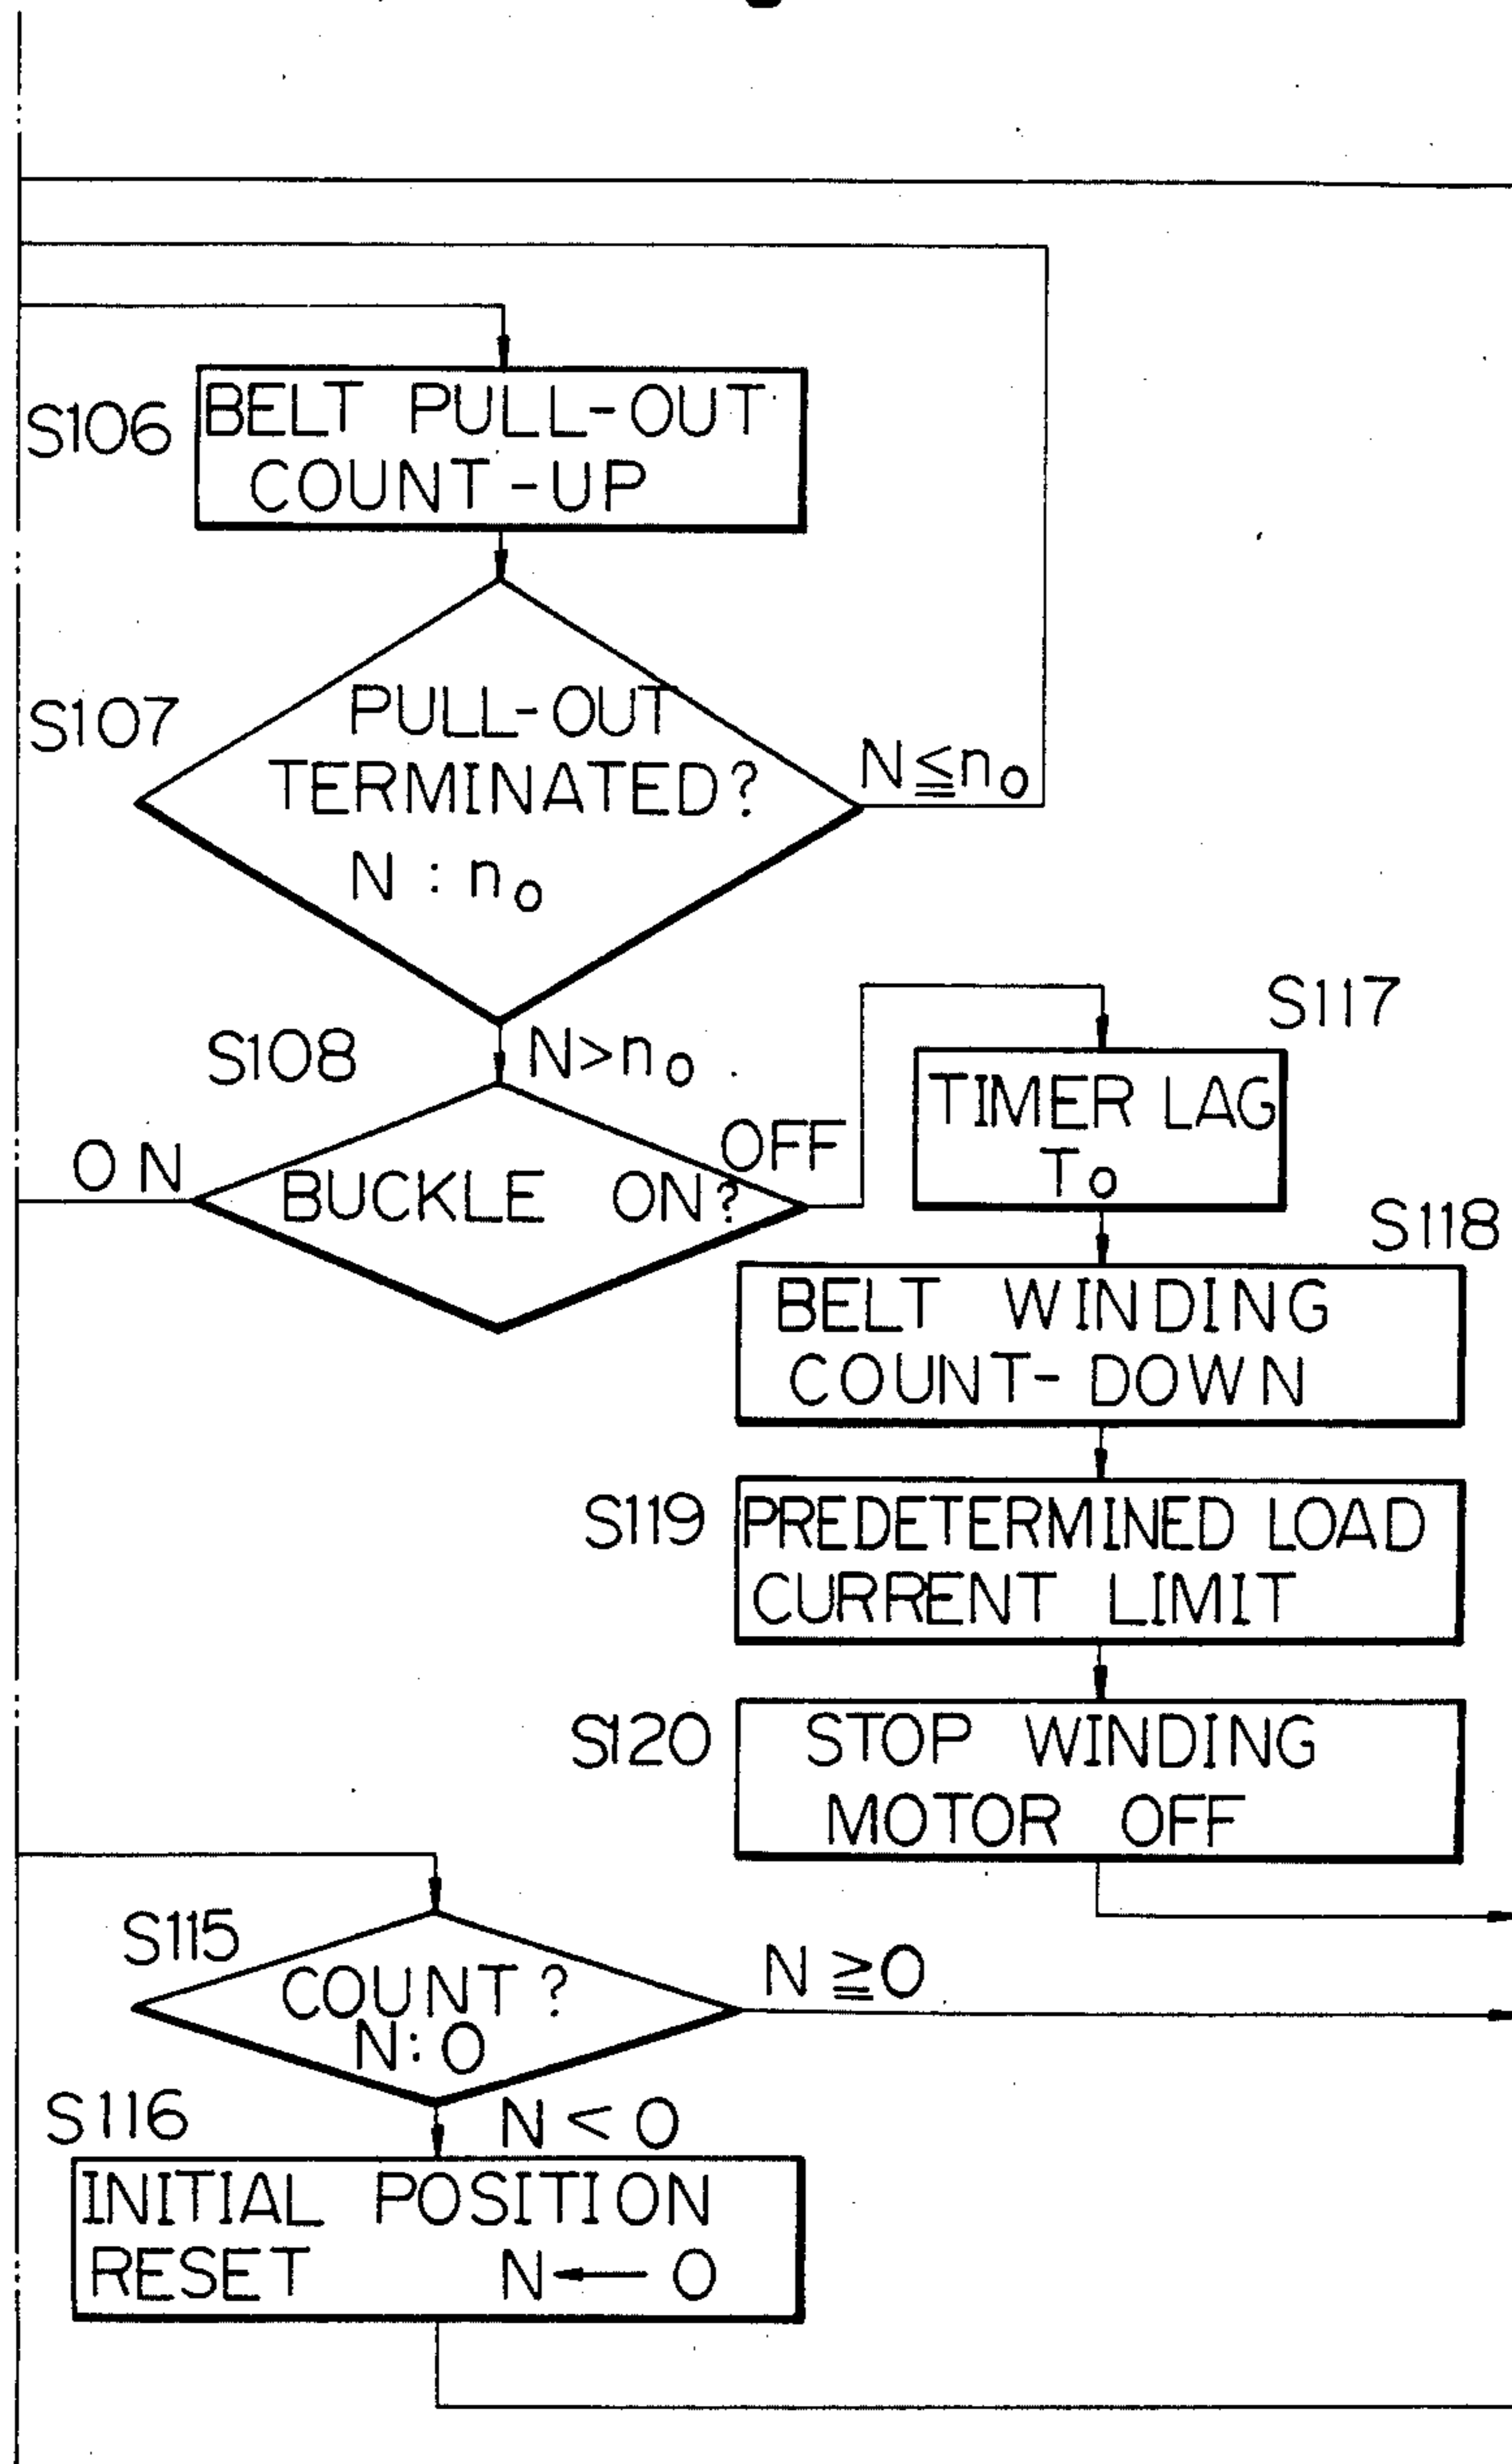 S106
BELT PULL-OUT
COUNT-UP
S107
PULL-OUT
TERMINATED?
N : n₀
N≦n₀
S108
N>n₀
ON
BUCKLE ON?
OFF
S117
TIMER LAG
T₀
S118
BELT WINDING
COUNT-DOWN
S119
PREDETERMINED LOAD
CURRENT LIMIT
S120
STOP WINDING
MOTOR OFF
S115
COUNT?
N:0
N≧0
S116
N<0
INITIAL POSITION
RESET N←0